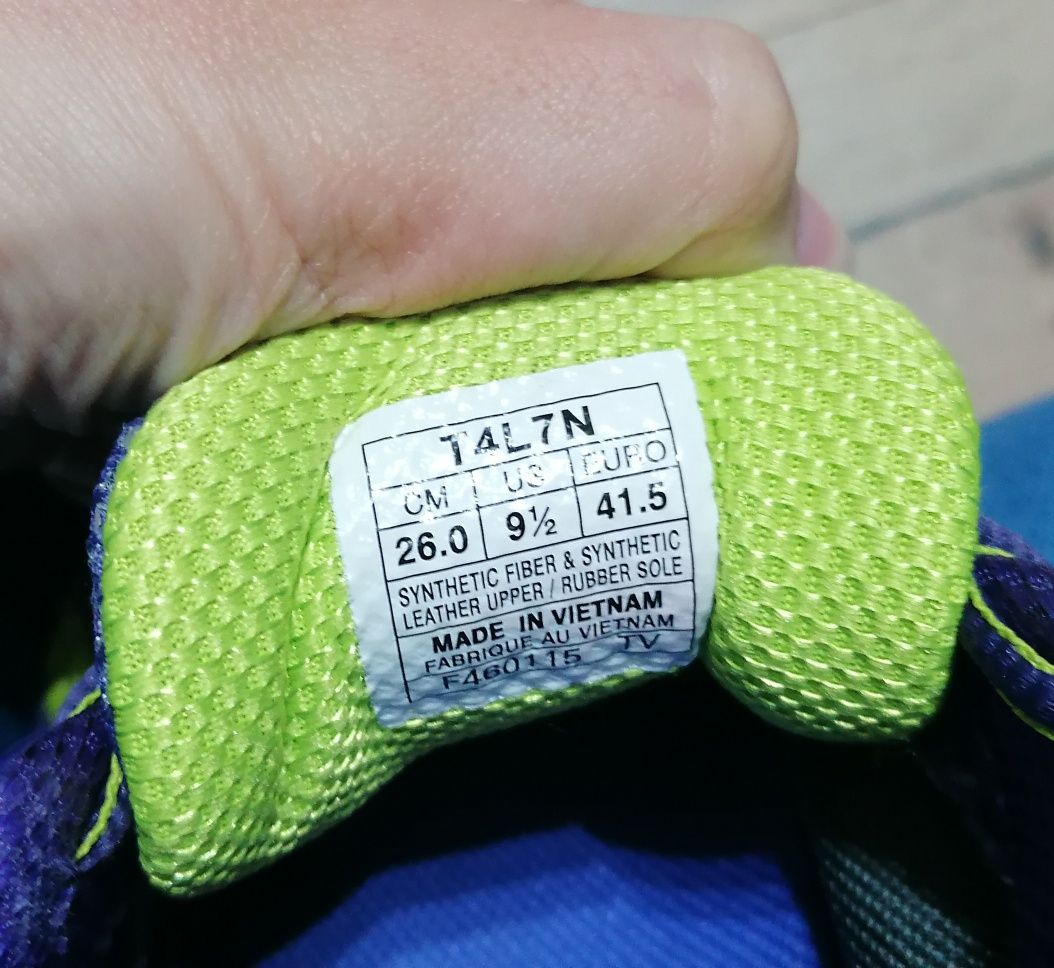 T4L7N
CM US EURO
26.0 9½ 41.5
SYNTHETIC FIBER & SYNTHETIC
LEATHER UPPER / RUBBER SOLE
MADE IN VIETNAM
FABRIQUE AU VIETNAM
F460115 TV